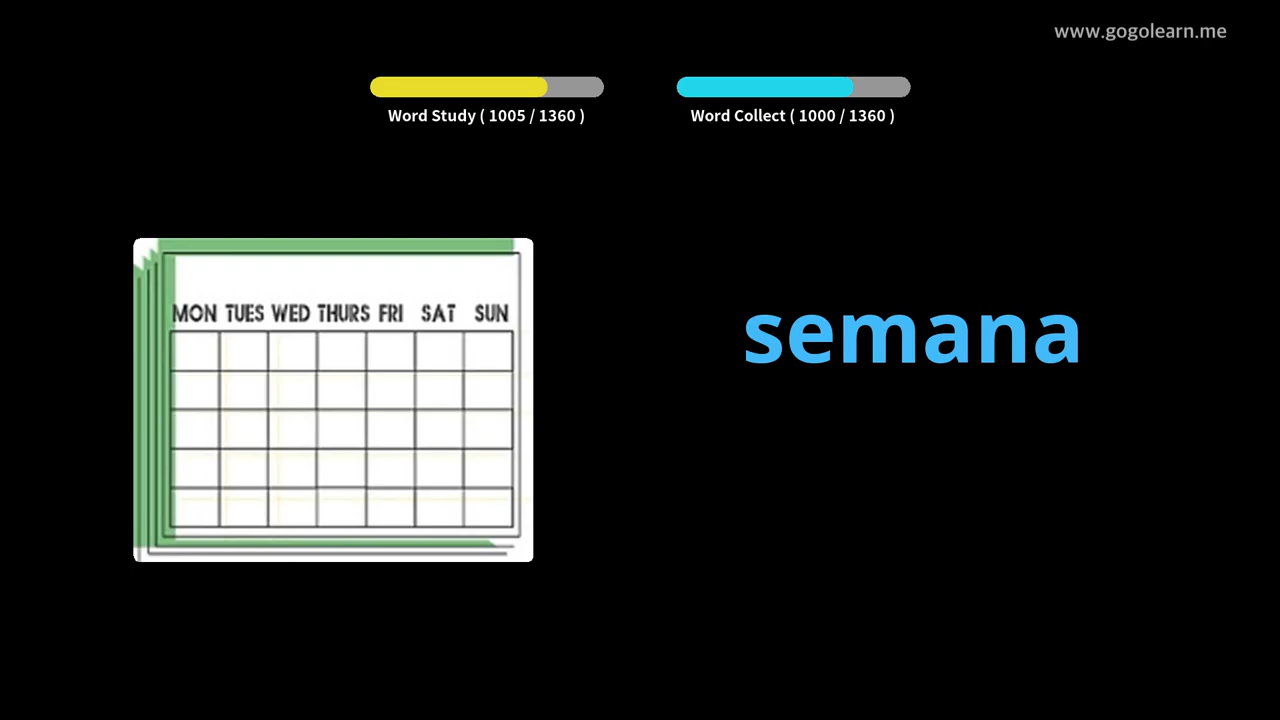 www.gogolearn.me
Word Study ( 1005 / 1360 )
Word Collect ( 1000 / 1360 )
MON TUES WED THURS FRI SAT SUN
semana